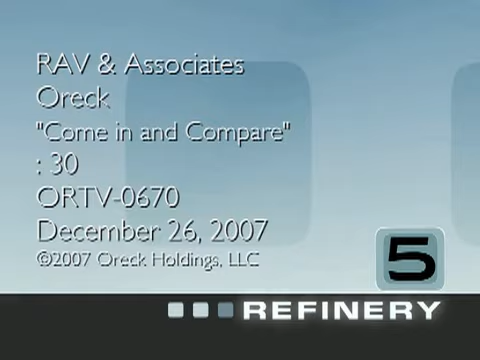 RAV & Associates
Oreck
"Come in and Compare"
: 30
ORTV-0670
December 26, 2007
©2007 Oreck Holdings, LLC
5
REFINERY